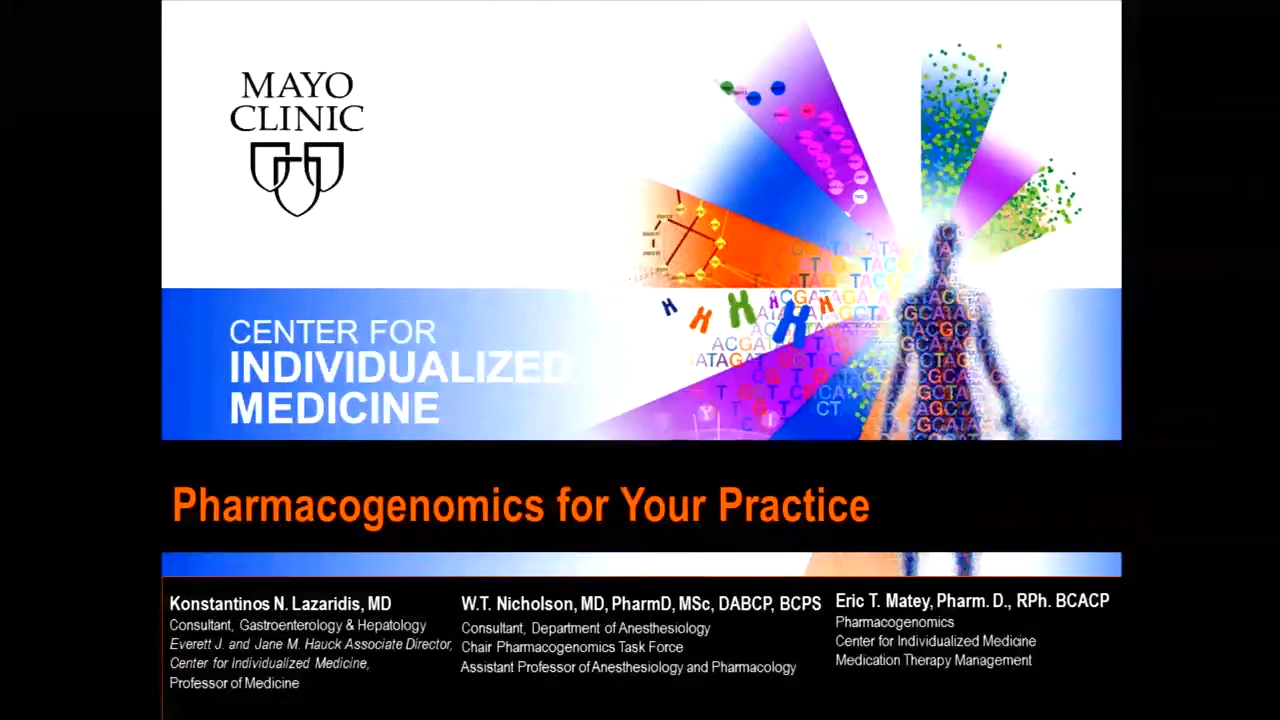 MAYO
CLINIC
CENTER FOR
INDIVIDUALIZED
MEDICINE
Pharmacogenomics for Your Practice
Konstantinos N. Lazaridis, MD
Consultant, Gastroenterology & Hepatology
Everett J. and Jane M. Hauck Associate Director,
Center for Individualized Medicine,
Professor of Medicine
W.T. Nicholson, MD, PharmD, MSc, DABCP, BCPS
Consultant, Department of Anesthesiology
Chair Pharmacogenomics Task Force
Assistant Professor of Anesthesiology and Pharmacology
Eric T. Matey, Pharm. D., RPh. BCACP
Pharmacogenomics
Center for Individualized Medicine
Medication Therapy Management